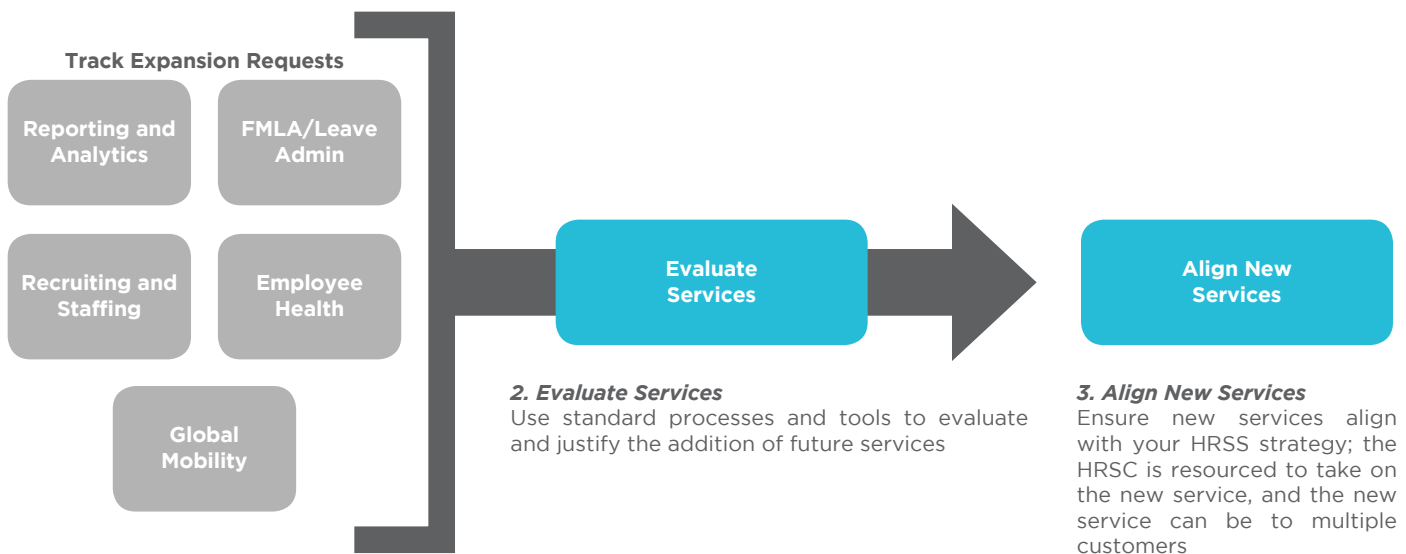 Track Expansion Requests
Reporting and
Analytics
FMLA/Leave
Admin
Recruiting and
Staffing
Employee
Health
Global
Mobility
Evaluate
Services
Align New
Services
2. Evaluate Services
Use standard processes and tools to evaluate
and justify the addition of future services
3. Align New Services
Ensure new services align
with your HRSS strategy; the
HRSC is resourced to take on
the new service, and the new
service can be to multiple
customers